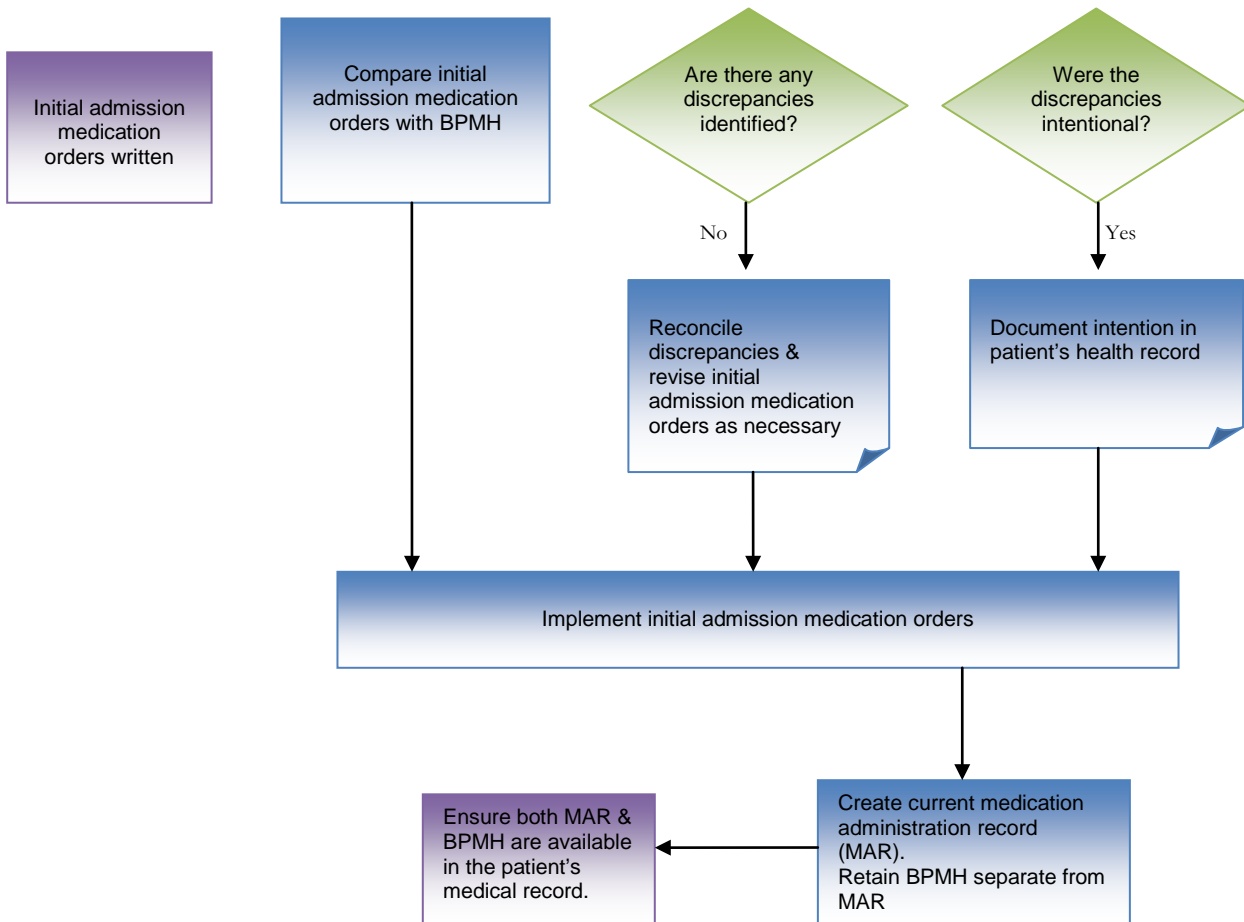 Initial admission
medication
orders written
Compare initial
admission medication
orders with BPMH
Are there any
discrepancies
identified?
Were the
discrepancies
intentional?
No
Yes
Reconcile
discrepancies &
revise initial
admission medication
orders as necessary
Document intention in
patient’s health record
Implement initial admission medication orders
Ensure both MAR &
BPMH are available
in the patient’s
medical record.
Create current medication
administration record
(MAR).
Retain BPMH separate from
MAR